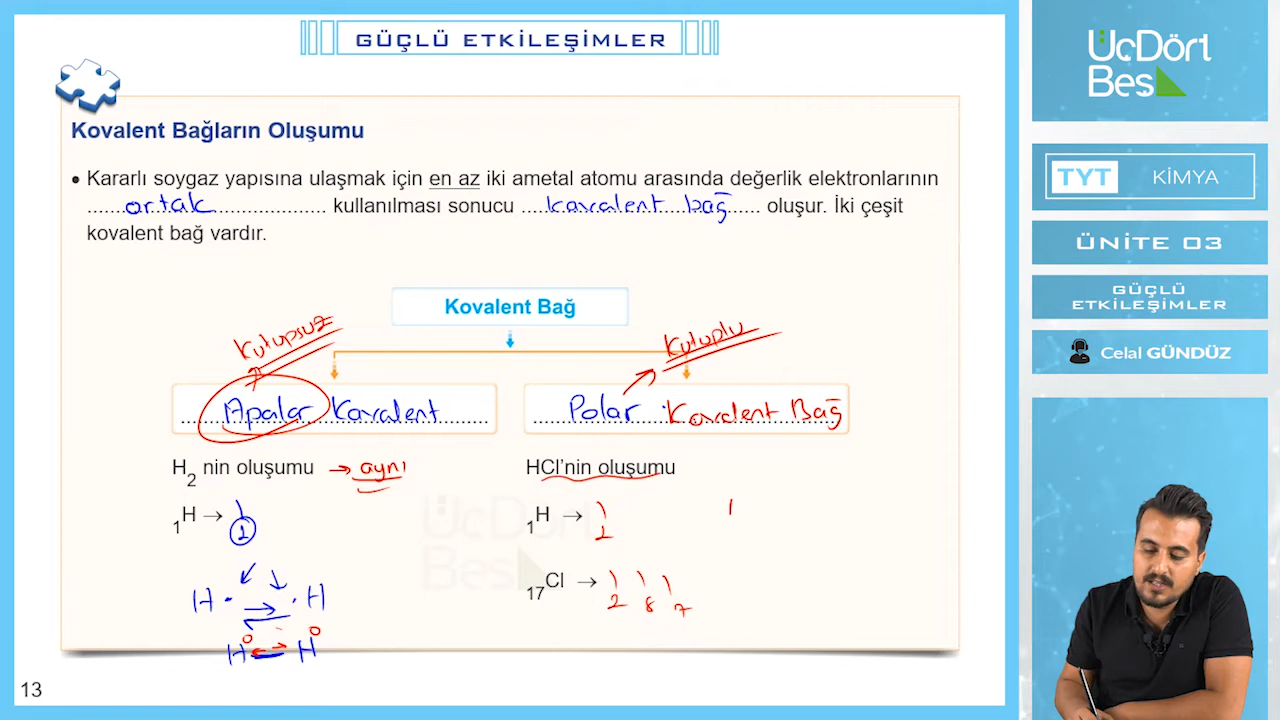 GÜÇLÜ ETKİLEŞİMLER
Kovalent Bağların Oluşumu
• Kararlı soygaz yapısına ulaşmak için en az iki ametal atomu arasında değerlik elektronlarının
ortak kullanılması sonucu kovalent bağ oluşur. İki çeşit
kovalent bağ vardır.
Kovalent Bağ
Kutupsuz
Kutuplu
Apolar Kovalent
Polar Kovalent Bağ
H2 nin oluşumu → aynı
HCl'nin oluşumu
1H →
1H →
17Cl → 2 8 7
H· ·H
H0 H0
13
ÜçDört
Beş
TYT KİMYA
ÜNİTE 03
GÜÇLÜ
ETKİLEŞİMLER
Celal GÜNDÜZ